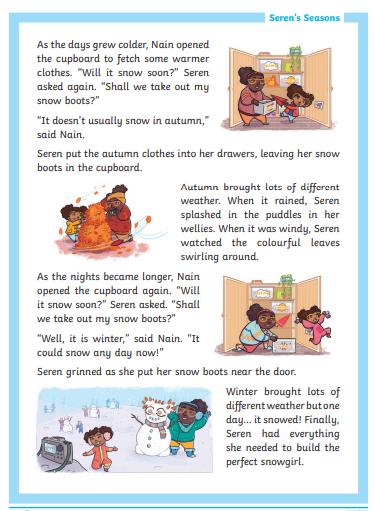 Seren's Seasons
As the days grew colder, Nain opened
the cupboard to fetch some warmer
clothes. “Will it snow soon?” Seren
asked again. “Shall we take out my
snow boots?”
“It doesn't usually snow in autumn,”
said Nain.
Seren put the autumn clothes into her drawers, leaving her snow
boots in the cupboard.
Autumn brought lots of different
weather. When it rained, Seren
splashed in the puddles in her
wellies. When it was windy, Seren
watched the colourful leaves
swirling around.
As the nights became longer, Nain
opened the cupboard again. “Will
it snow soon?” Seren asked. “Shall
we take out my snow boots?”
“Well, it is winter,” said Nain. “It
could snow any day now!”
Seren grinned as she put her snow boots near the door.
Winter brought lots of
different weather but one
day... it snowed! Finally,
Seren had everything
she needed to build the
perfect snowgirl.